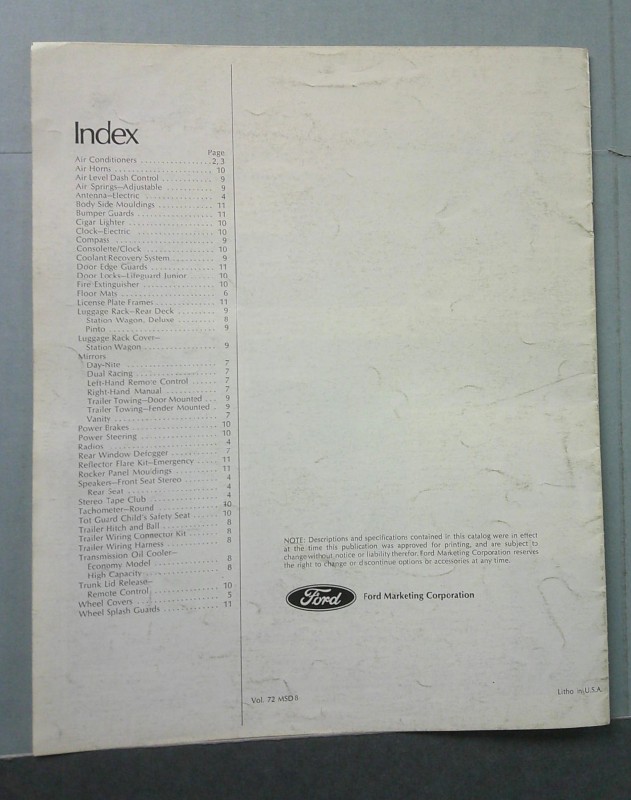 Index
Page
Air Conditioners . . . . . . . . . . . . . . . . 2,3
Air Horns . . . . . . . . . . . . . . . . . . . . . 10
Air Level Dash Control . . . . . . . . . . . . 9
Air Springs—Adjustable . . . . . . . . . . . 9
Antenna—Electric . . . . . . . . . . . . . . . 4
Body Side Mouldings . . . . . . . . . . . . . 11
Bumper Guards . . . . . . . . . . . . . . . . . 11
Cigar Lighter . . . . . . . . . . . . . . . . . . . 10
Clock—Electric . . . . . . . . . . . . . . . . . . 10
Compass . . . . . . . . . . . . . . . . . . . . . . 9
Consolette/Clock . . . . . . . . . . . . . . . . 10
Coolant Recovery System . . . . . . . . . . 9
Door Edge Guards . . . . . . . . . . . . . . . 11
Door Locks—Lifeguard Junior . . . . . . . 10
Fire Extinguisher . . . . . . . . . . . . . . . . 10
Floor Mats . . . . . . . . . . . . . . . . . . . . . 6
License Plate Frames . . . . . . . . . . . . . . 11
Luggage Rack—Rear Deck . . . . . . . . . 9
Station Wagon, Deluxe . . . . . . . . . . . 8
Pinto . . . . . . . . . . . . . . . . . . . . . . . . 9
Luggage Rack Cover—
Station Wagon . . . . . . . . . . . . . . . . . 9
Mirrors
Day-Nite . . . . . . . . . . . . . . . . . . . . . 7
Dual Racing . . . . . . . . . . . . . . . . . . . 7
Left-Hand Remote Control . . . . . . 7
Right-Hand Manual . . . . . . . . . . . . 7
Trailer Towing—Door Mounted . . . 9
Trailer Towing—Fender Mounted . 9
Vanity . . . . . . . . . . . . . . . . . . . . . . . 7
Power Brakes . . . . . . . . . . . . . . . . . . . 10
Power Steering . . . . . . . . . . . . . . . . . . 10
Radios . . . . . . . . . . . . . . . . . . . . . . . . 4
Rear Window Defogger . . . . . . . . . . . 7
Reflector Flare Kit—Emergency . . . . . . 11
Rocker Panel Mouldings . . . . . . . . . . . 11
Speakers—Front Seat Stereo . . . . . . . . 4
Rear Seat . . . . . . . . . . . . . . . . . . . . . 4
Stereo Tape Club . . . . . . . . . . . . . . . . 4
Tachometer—Round . . . . . . . . . . . . . . 10
Tot Guard Child's Safety Seat . . . . . . . 10
Trailer Hitch and Ball . . . . . . . . . . . . . 8
Trailer Wiring Connector Kit . . . . . . . . 8
Trailer Wiring Harness . . . . . . . . . . . . 8
Transmission Oil Cooler—
Economy Model . . . . . . . . . . . . . . . 8
High Capacity . . . . . . . . . . . . . . . . . 8
Trunk Lid Release—
Remote Control . . . . . . . . . . . . . . . . 10
Wheel Covers . . . . . . . . . . . . . . . . . . . 5
Wheel Splash Guards . . . . . . . . . . . . . 11
NOTE: Descriptions and specifications contained in this catalog were in effect
at the time this publication was approved for printing, and are subject to
change without notice or liability therefor. Ford Marketing Corporation reserves
the right to change or discontinue options or accessories at any time.
Ford Ford Marketing Corporation
Vol. 72 MSD 8
Litho in U.S.A.